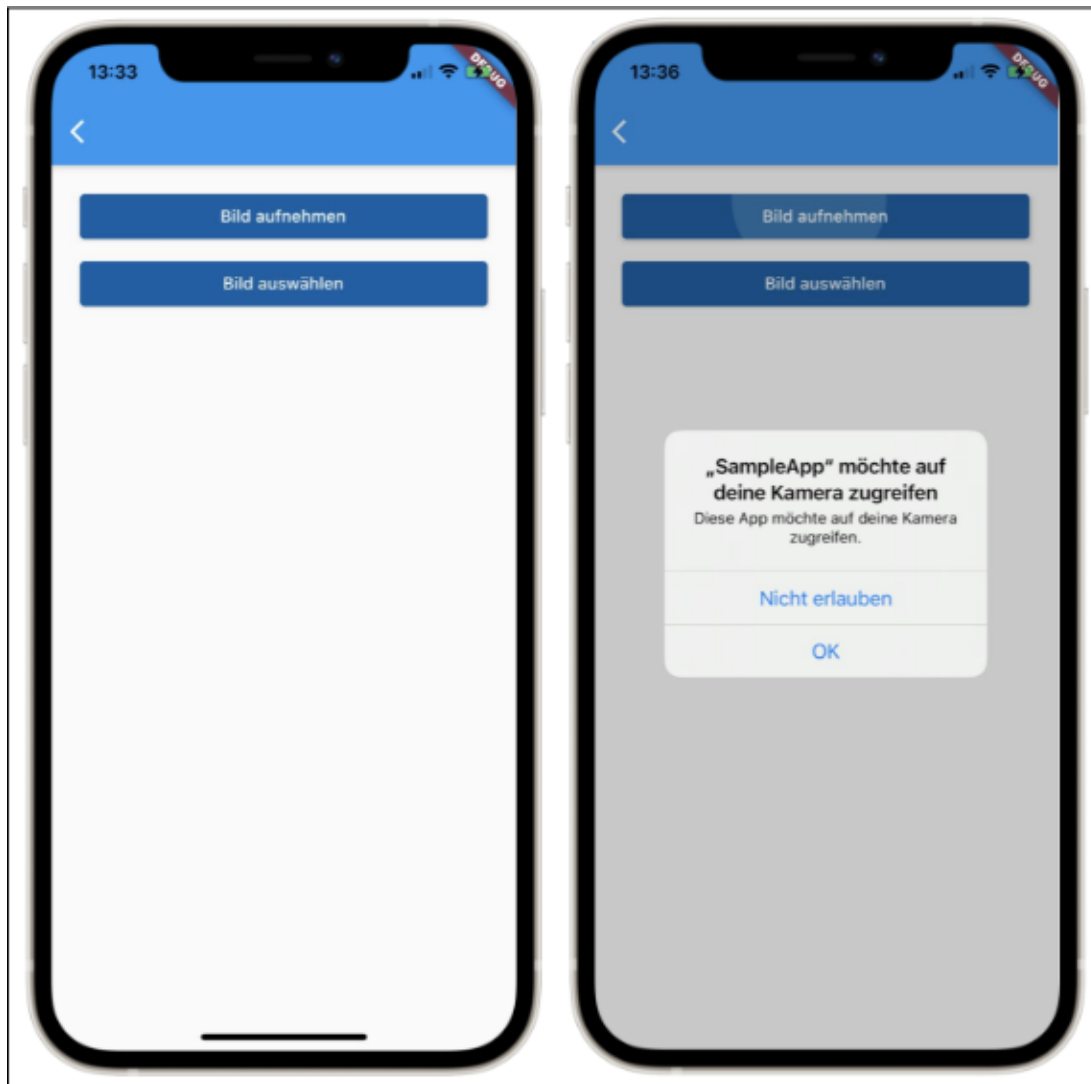 13:33
DEBUG
Bild aufnehmen
Bild auswählen
13:36
DEBUG
Bild aufnehmen
Bild auswählen
„SampleApp“ möchte auf
deine Kamera zugreifen
Diese App möchte auf deine Kamera
zugreifen.
Nicht erlauben
OK